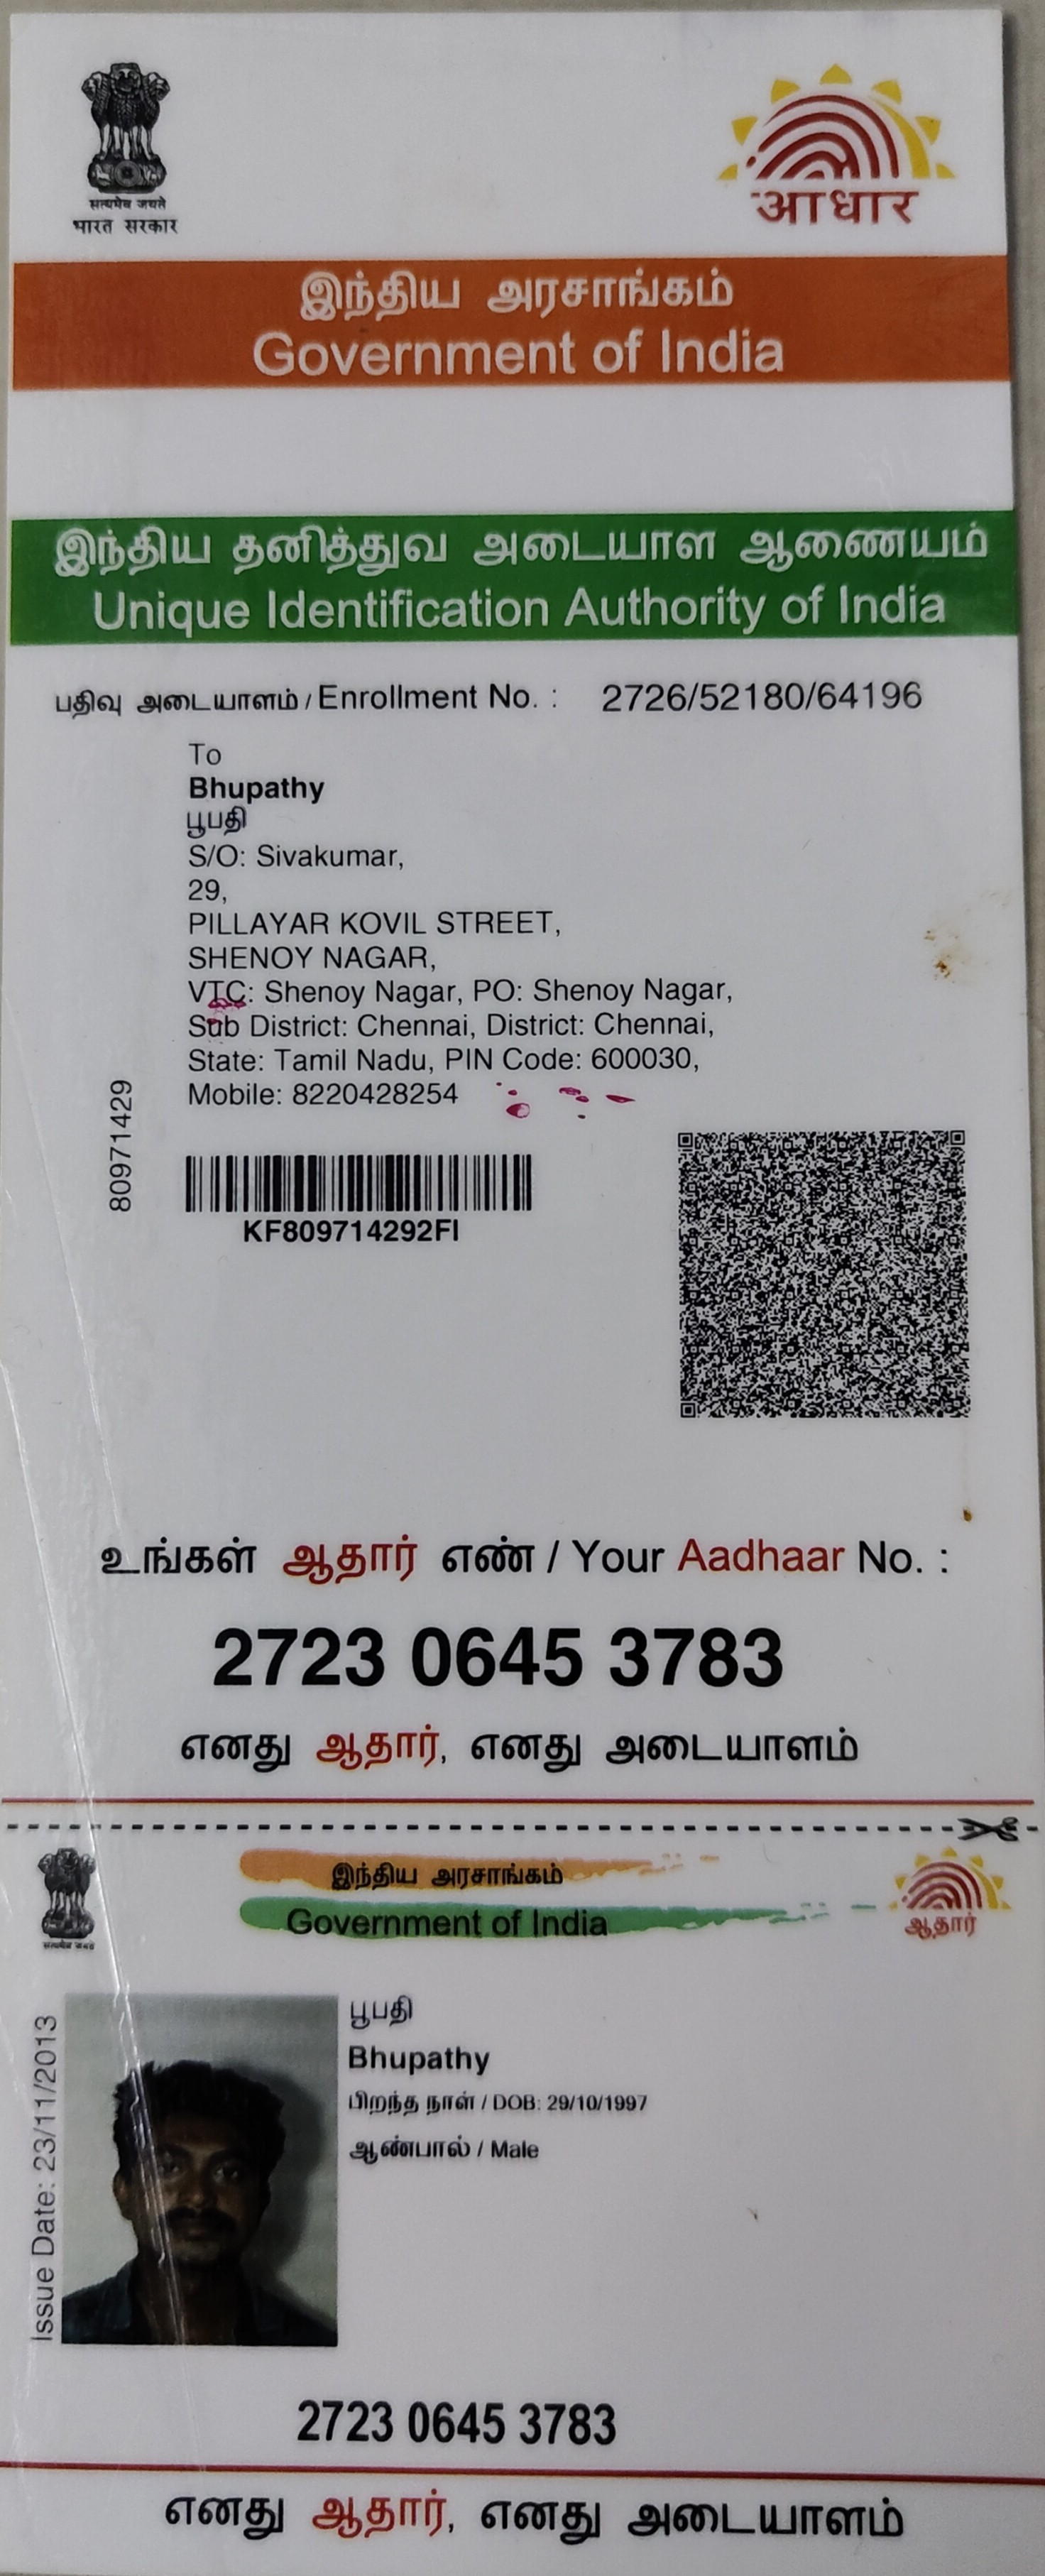 सत्यमेव जयते
भारत सरकार
आधार
இந்திய அரசாங்கம்
Government of India
இந்திய தனித்துவ அடையாள ஆணையம்
Unique Identification Authority of India
பதிவு அடையாளம் / Enrollment No. : 2726/52180/64196
To
Bhupathy
பூபதி
S/O: Sivakumar,
29,
PILLAYAR KOVIL STREET,
SHENOY NAGAR,
VTC: Shenoy Nagar, PO: Shenoy Nagar,
Sub District: Chennai, District: Chennai,
State: Tamil Nadu, PIN Code: 600030,
Mobile: 8220428254
80971429
KF809714292FI
உங்கள் ஆதார் எண் / Your Aadhaar No. :
2723 0645 3783
எனது ஆதார், எனது அடையாளம்
सत्यमेव जयते
இந்திய அரசாங்கம்
Government of India
ஆதார்
Issue Date: 23/11/2013
பூபதி
Bhupathy
பிறந்த நாள் / DOB: 29/10/1997
ஆண்பால் / Male
2723 0645 3783
எனது ஆதார், எனது அடையாளம்